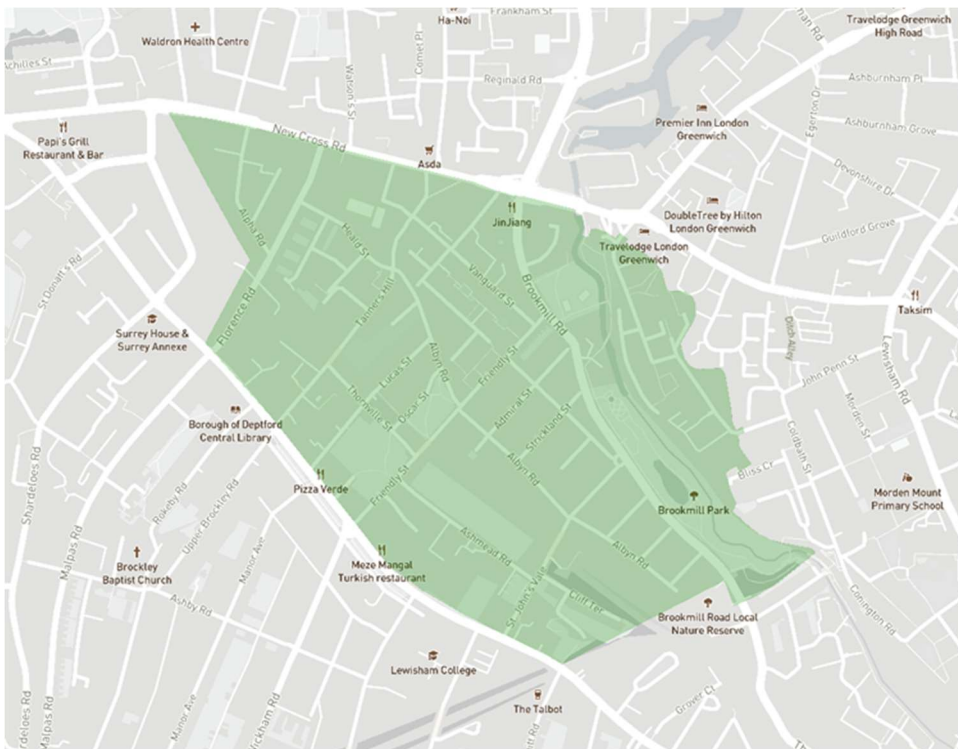 Ha-Noi
Frankham St
Travelodge Greenwich
High Road
Waldron Health Centre
Comet Pl
Achilles St
Watson's St
Reginald Rd
Ashburnham Pl
Egerton Dr
Premier Inn London
Greenwich
Ashburnham Grove
Papi's Grill
Restaurant & Bar
New Cross Rd
Asda
Devonshire Dr
JinJiang
DoubleTree by Hilton
London Greenwich
Alpha Rd
Heald St
Travelodge London
Greenwich
Guildford Grove
St Donatt's Rd
Vanguard St
Tanner's Hill
Brookmill Rd
Florence Rd
Taksim
Surrey House &
Surrey Annexe
Ditch Alley
Lewisham Rd
Albyn Rd
Friendly St
Lucas St
John Penn St
Thornville St
Oscar St
Admiral St
Morden St
Borough of Deptford
Central Library
Strickland St
Coldbath St
Albyn Rd
Bliss Cr
Shardeloes Rd
Pizza Verde
Friendly St
Rokeby Rd
Upper Brockley Rd
Brookmill Park
Morden Mount
Primary School
Malpas Rd
Manor Ave
Ashmead Rd
Albyn Rd
Brockley
Baptist Church
Meze Mangal
Turkish restaurant
Ashby Rd
St John's Vale
Cliff Ter
Brookmill Road Local
Nature Reserve
Conington Rd
Lewisham College
Grover Ct
The Talbot
Manor Ave
Wickham Rd
Shardeloes Rd
Malpas Rd